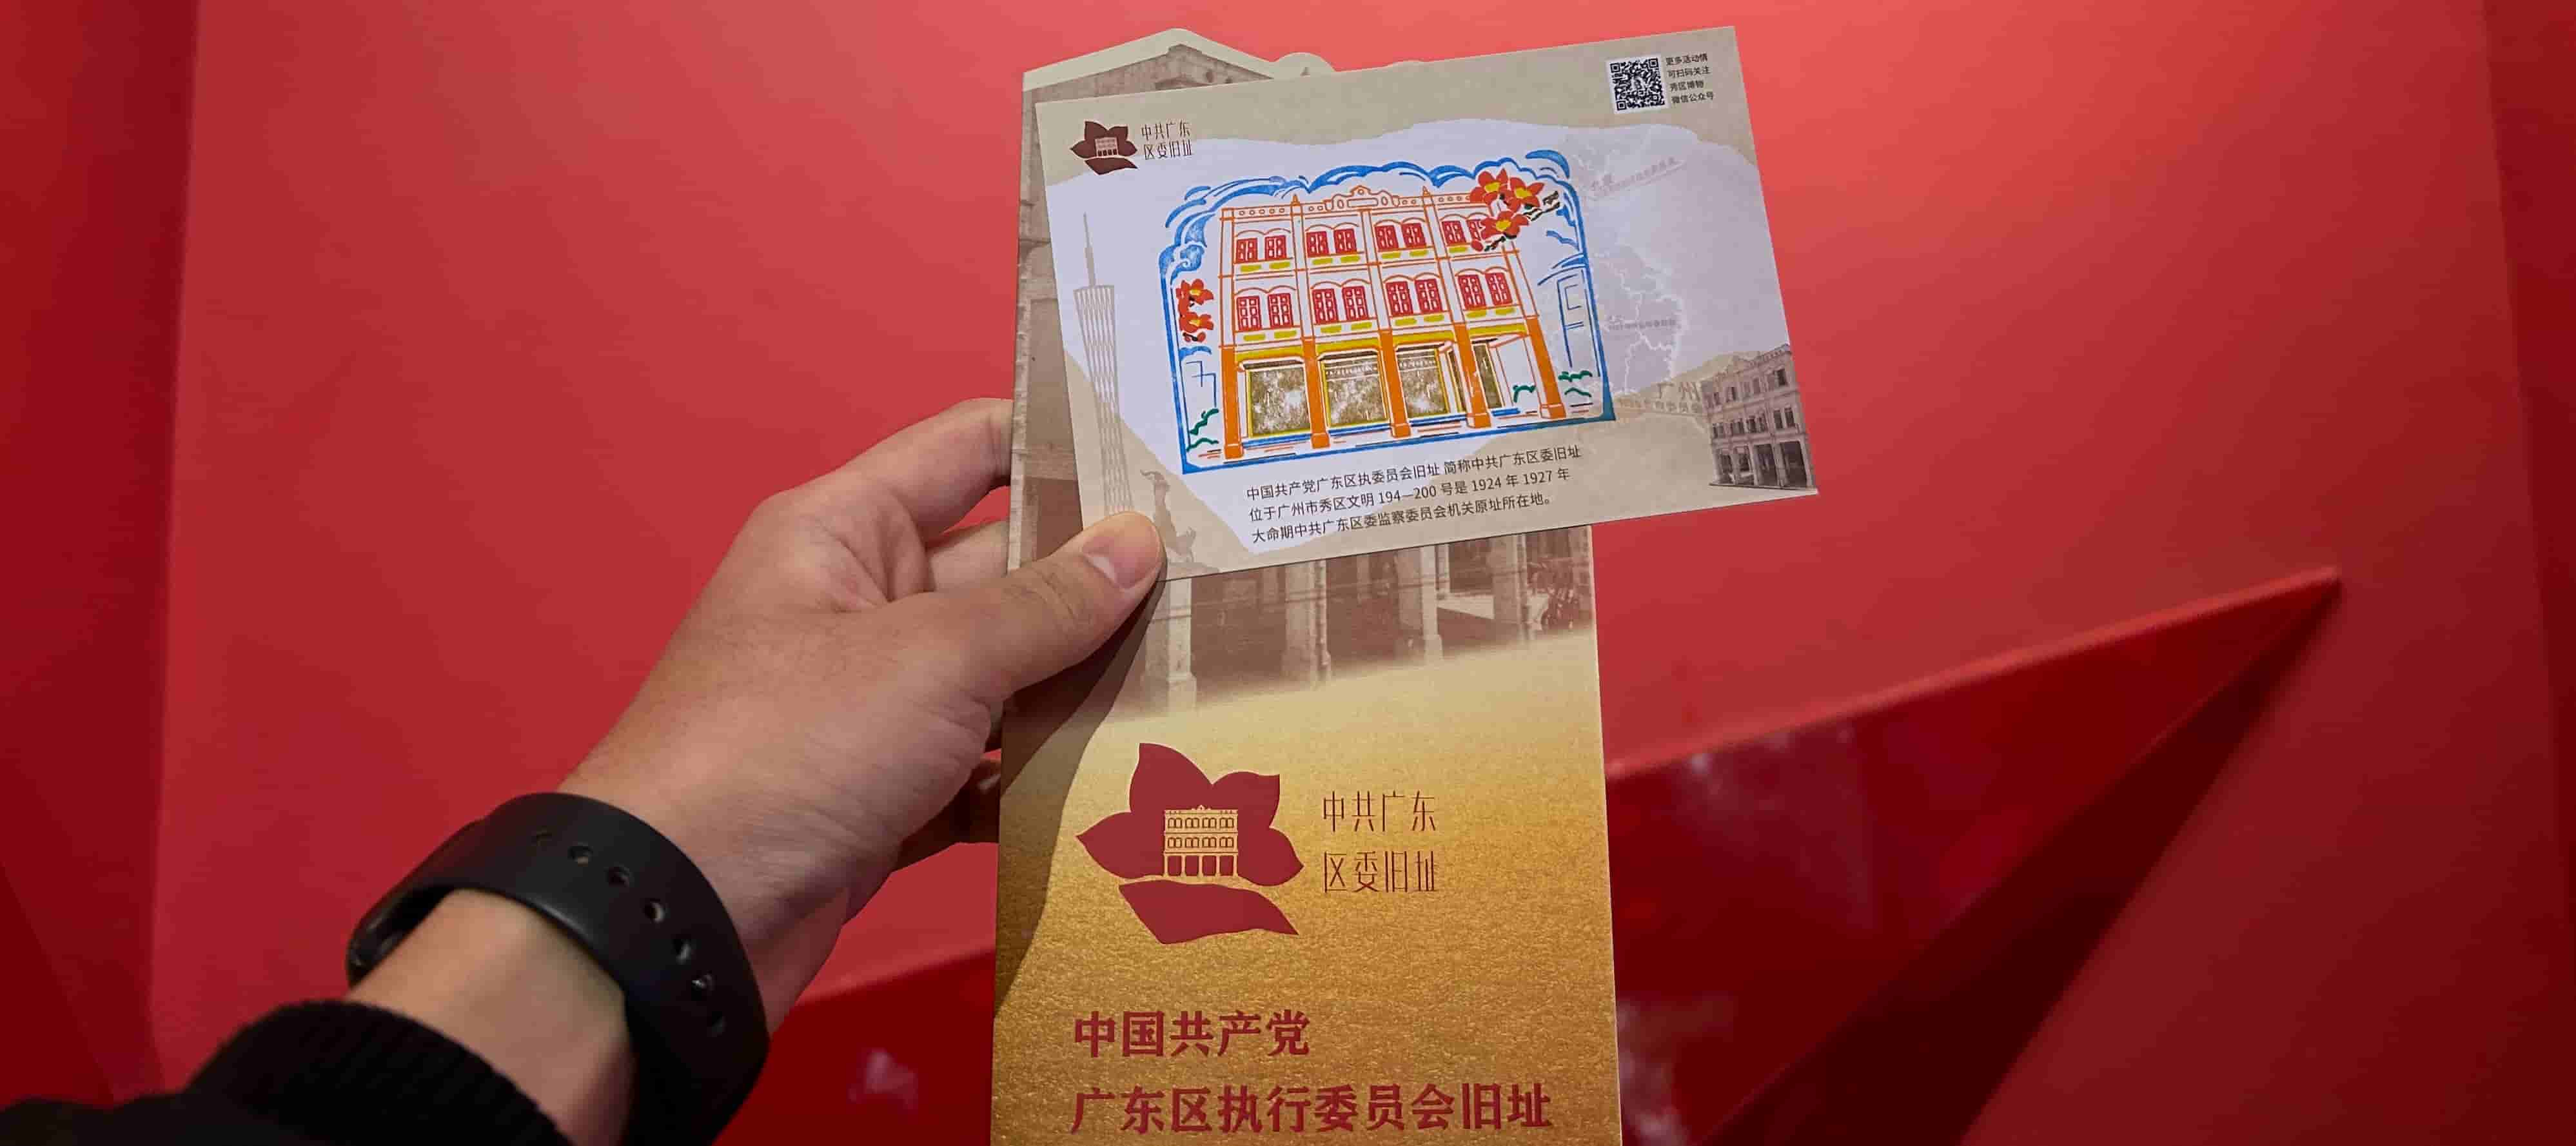 更多活动情
可扫码关注
秀区博物
微信公众号
中共广东
区委旧址
中国共产党广东区执委员会旧址 简称中共广东区委旧址
位于广州市秀区文明 194—200 号是 1924 年 1927 年
大命期中共广东区委监察委员会机关原址所在地。
广州
中共广东
区委旧址
中国共产党
广东区执行委员会旧址